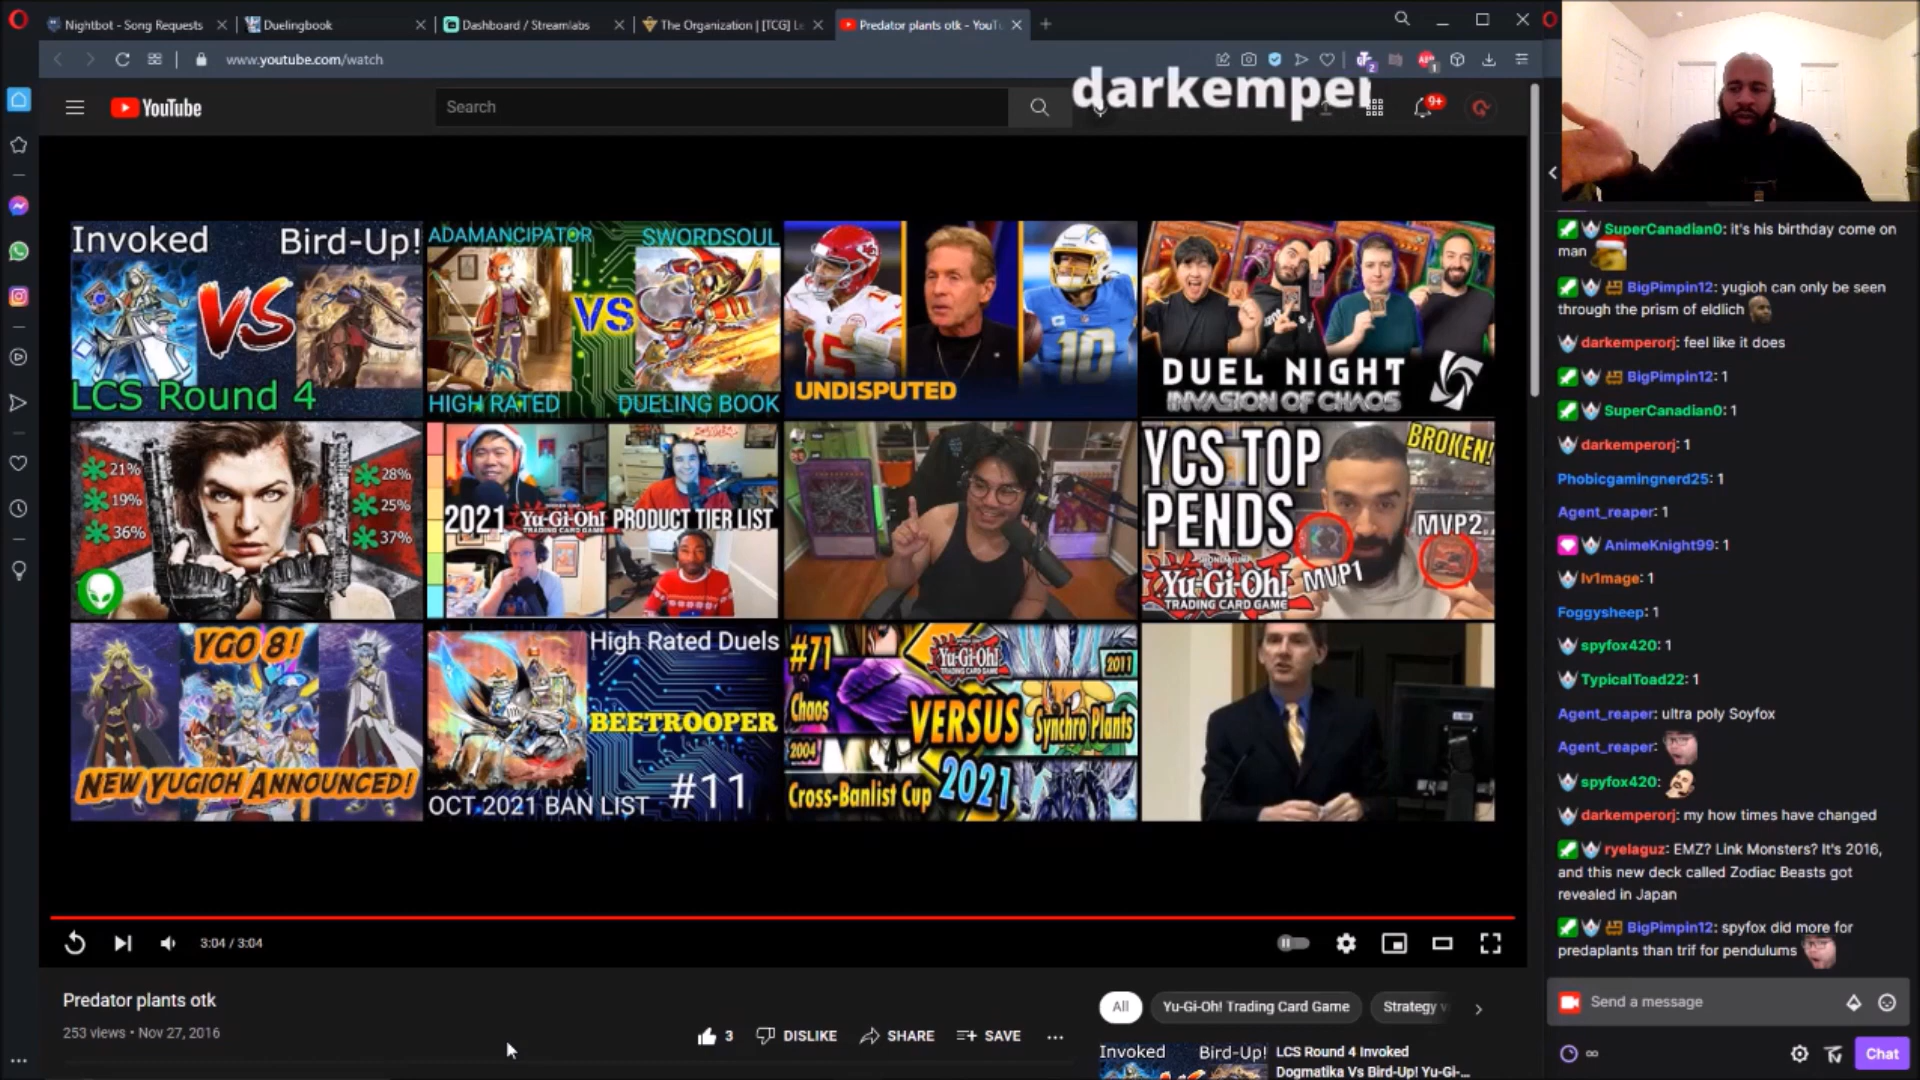 Nightbot - Song Requests
Duelingbook
Dashboard / Streamlabs
The Organization | [TCG] Le
Predator plants otk - YouTu
www.youtube.com/watch
2
1
YouTube
Search
darkempe
9+
Invoked Bird-Up!
VS
LCS Round 4
ADAMANCIPATOR SWORDSOUL
VS
HIGH RATED DUELING BOOK
15
10
UNDISPUTED
DUEL NIGHT
INVASION OF CHAOS
21%
19%
36%
28%
25%
37%
2021 Yu-Gi-Oh! PRODUCT TIER LIST
YCS TOP
PENDS
BROKEN!
MVP2
MVP1
Yu-Gi-Oh!
TRADING CARD GAME
YGO 8!
NEW YUGIOH ANNOUNCED!
High Rated Duels
BEETROOPER
OCT 2021 BAN LIST #11
#71
Yu-Gi-Oh!
2011
Chaos
VERSUS
Synchro Plants
2004
Cross-Banlist Cup 2021
3:04 / 3:04
Predator plants otk
253 views • Nov 27, 2016
3
DISLIKE
SHARE
SAVE
All
Yu-Gi-Oh! Trading Card Game
Strategy v
Invoked Bird-Up!
LCS Round 4 Invoked
Dogmatika Vs Bird-Up! Yu-Gi-...
SuperCanadian0: it's his birthday come on
man
BigPimpin12: yugioh can only be seen
through the prism of eldlich
darkemperorj: feel like it does
BigPimpin12: 1
SuperCanadian0: 1
darkemperorj: 1
Phobicgamingnerd25: 1
Agent_reaper: 1
AnimeKnight99: 1
lv1mage: 1
Foggysheep: 1
spyfox420: 1
TypicalToad22: 1
Agent_reaper: ultra poly Soyfox
Agent_reaper:
spyfox420:
darkemperorj: my how times have changed
ryelaguz: EMZ? Link Monsters? It's 2016,
and this new deck called Zodiac Beasts got
revealed in Japan
BigPimpin12: spyfox did more for
predaplants than trif for pendulums
Send a message
∞
Chat